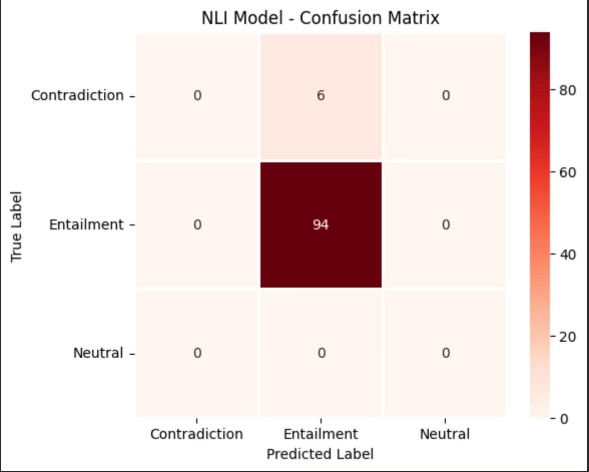 NLI Model - Confusion Matrix
Contradiction
0 6 0
80
60
True Label
Entailment
0 94 0
40
20
Neutral
0 0 0
0
Contradiction Entailment Neutral
Predicted Label